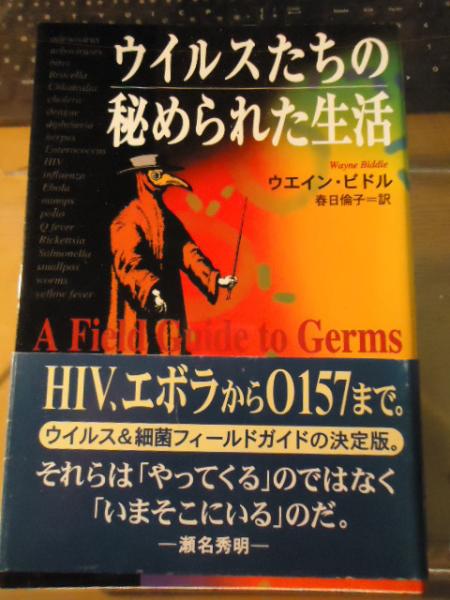 ウイルスたちの
秘められた生活
Wayne Biddle
ウエイン・ビドル
春日倫子=訳
adenovirus
arboviruses
Brucella
Chlamydia
cholera
dengue
diphtheria
herpes
Enterococcus
HIV
influenza
Ebola
mumps
polio
Q fever
Rickettsia
Salmonella
smallpox
worms
yellow fever
A Field Guide to Germs
HIV、エボラからO157まで。
ウイルス&細菌フィールドガイドの決定版。
それらは「やってくる」のではなく
「いまそこにいる」のだ。
―瀬名秀明―